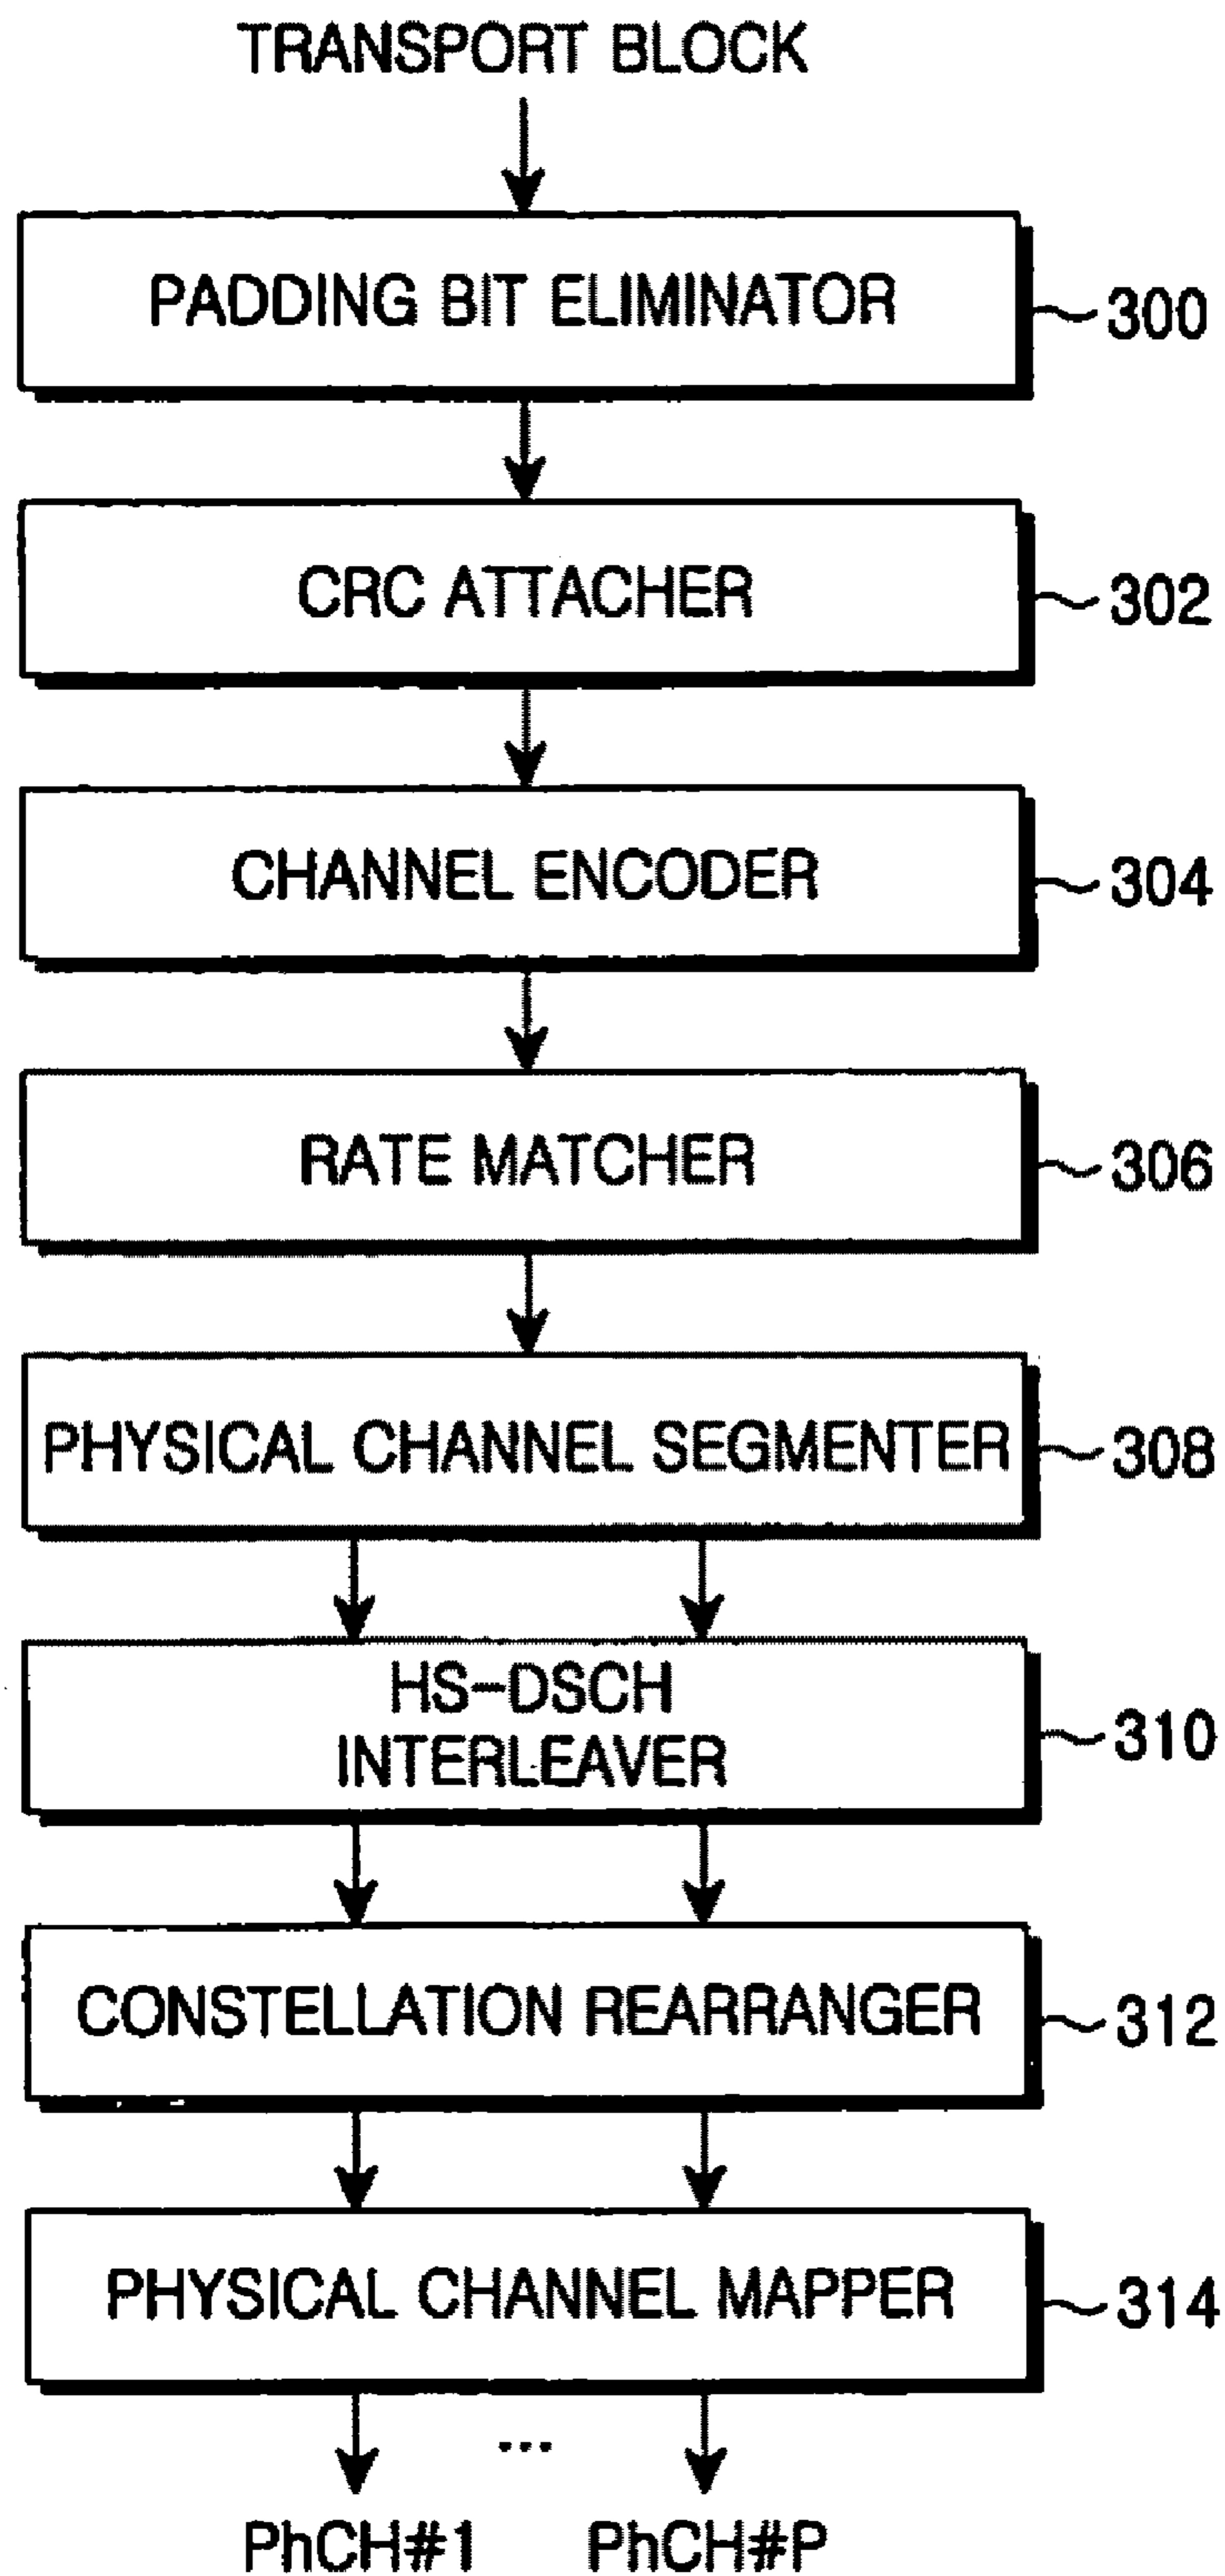 TRANSPORT BLOCK
PADDING BIT ELIMINATOR
300
CRC ATTACHER
302
CHANNEL ENCODER
304
RATE MATCHER
306
PHYSICAL CHANNEL SEGMENTER
308
HS-DSCH
INTERLEAVER
310
CONSTELLATION REARRANGER
312
PHYSICAL CHANNEL MAPPER
314
...
PhCH#1 PhCH#P